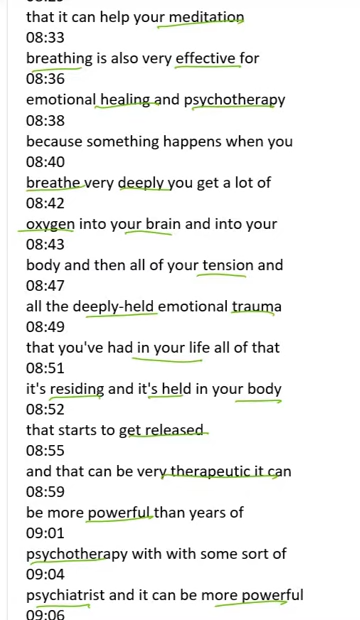 that it can help your meditation
08:33
breathing is also very effective for
08:36
emotional healing and psychotherapy
08:38
because something happens when you
08:40
breathe very deeply you get a lot of
08:42
oxygen into your brain and into your
08:43
body and then all of your tension and
08:47
all the deeply-held emotional trauma
08:49
that you've had in your life all of that
08:51
it's residing and it's held in your body
08:52
that starts to get released
08:55
and that can be very therapeutic it can
08:59
be more powerful than years of
09:01
psychotherapy with with some sort of
09:04
psychiatrist and it can be more powerful
09:06